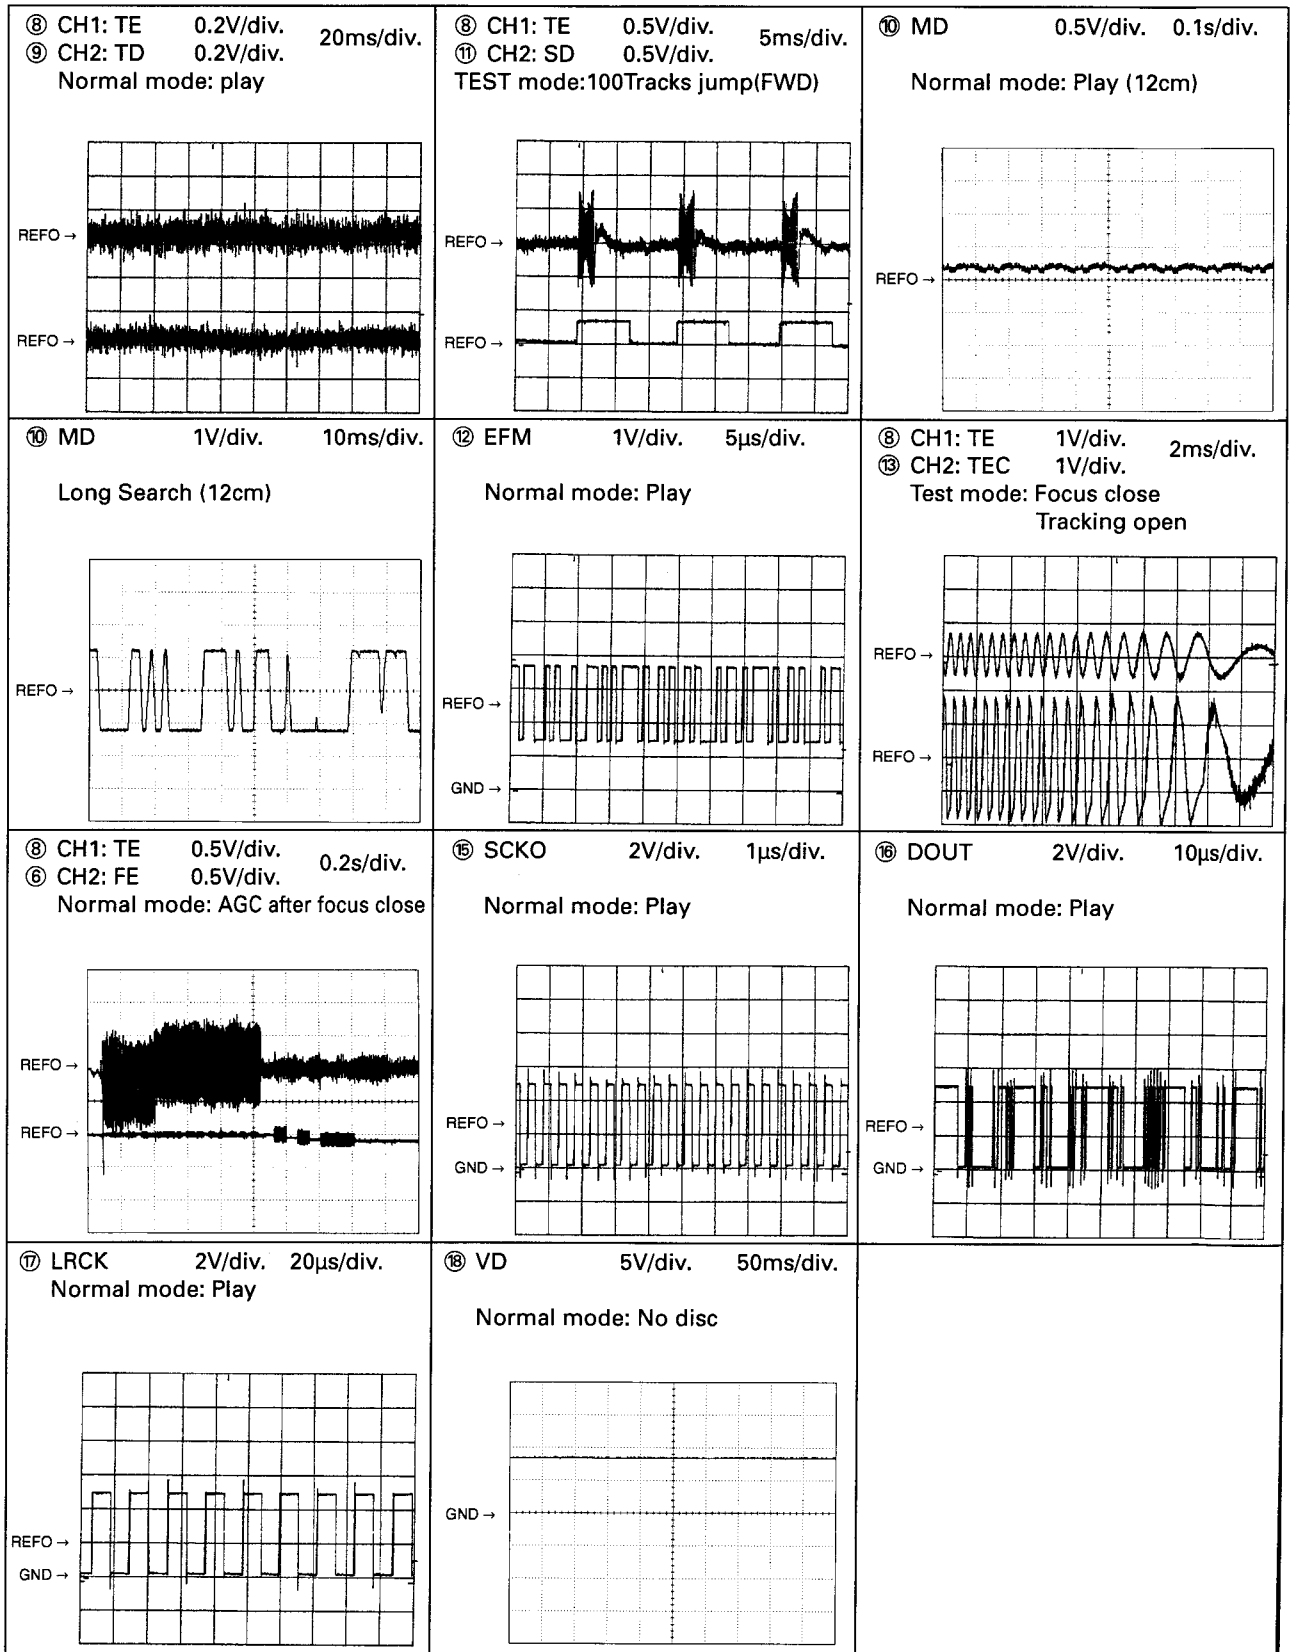 ⑧ CH1: TE 0.2V/div. 20ms/div.
⑨ CH2: TD 0.2V/div.
Normal mode: play
REFO →
REFO →
⑧ CH1: TE 0.5V/div. 5ms/div.
⑪ CH2: SD 0.5V/div.
TEST mode:100Tracks jump(FWD)
REFO →
REFO →
⑩ MD 0.5V/div. 0.1s/div.
Normal mode: Play (12cm)
REFO →
⑩ MD 1V/div. 10ms/div.
Long Search (12cm)
REFO →
⑫ EFM 1V/div. 5µs/div.
Normal mode: Play
REFO →
GND →
⑧ CH1: TE 1V/div. 2ms/div.
⑬ CH2: TEC 1V/div.
Test mode: Focus close
Tracking open
REFO →
REFO →
⑧ CH1: TE 0.5V/div. 0.2s/div.
⑥ CH2: FE 0.5V/div.
Normal mode: AGC after focus close
REFO →
REFO →
⑮ SCKO 2V/div. 1µs/div.
Normal mode: Play
REFO →
GND →
⑯ DOUT 2V/div. 10µs/div.
Normal mode: Play
REFO →
GND →
⑰ LRCK 2V/div. 20µs/div.
Normal mode: Play
REFO →
GND →
⑱ VD 5V/div. 50ms/div.
Normal mode: No disc
GND →